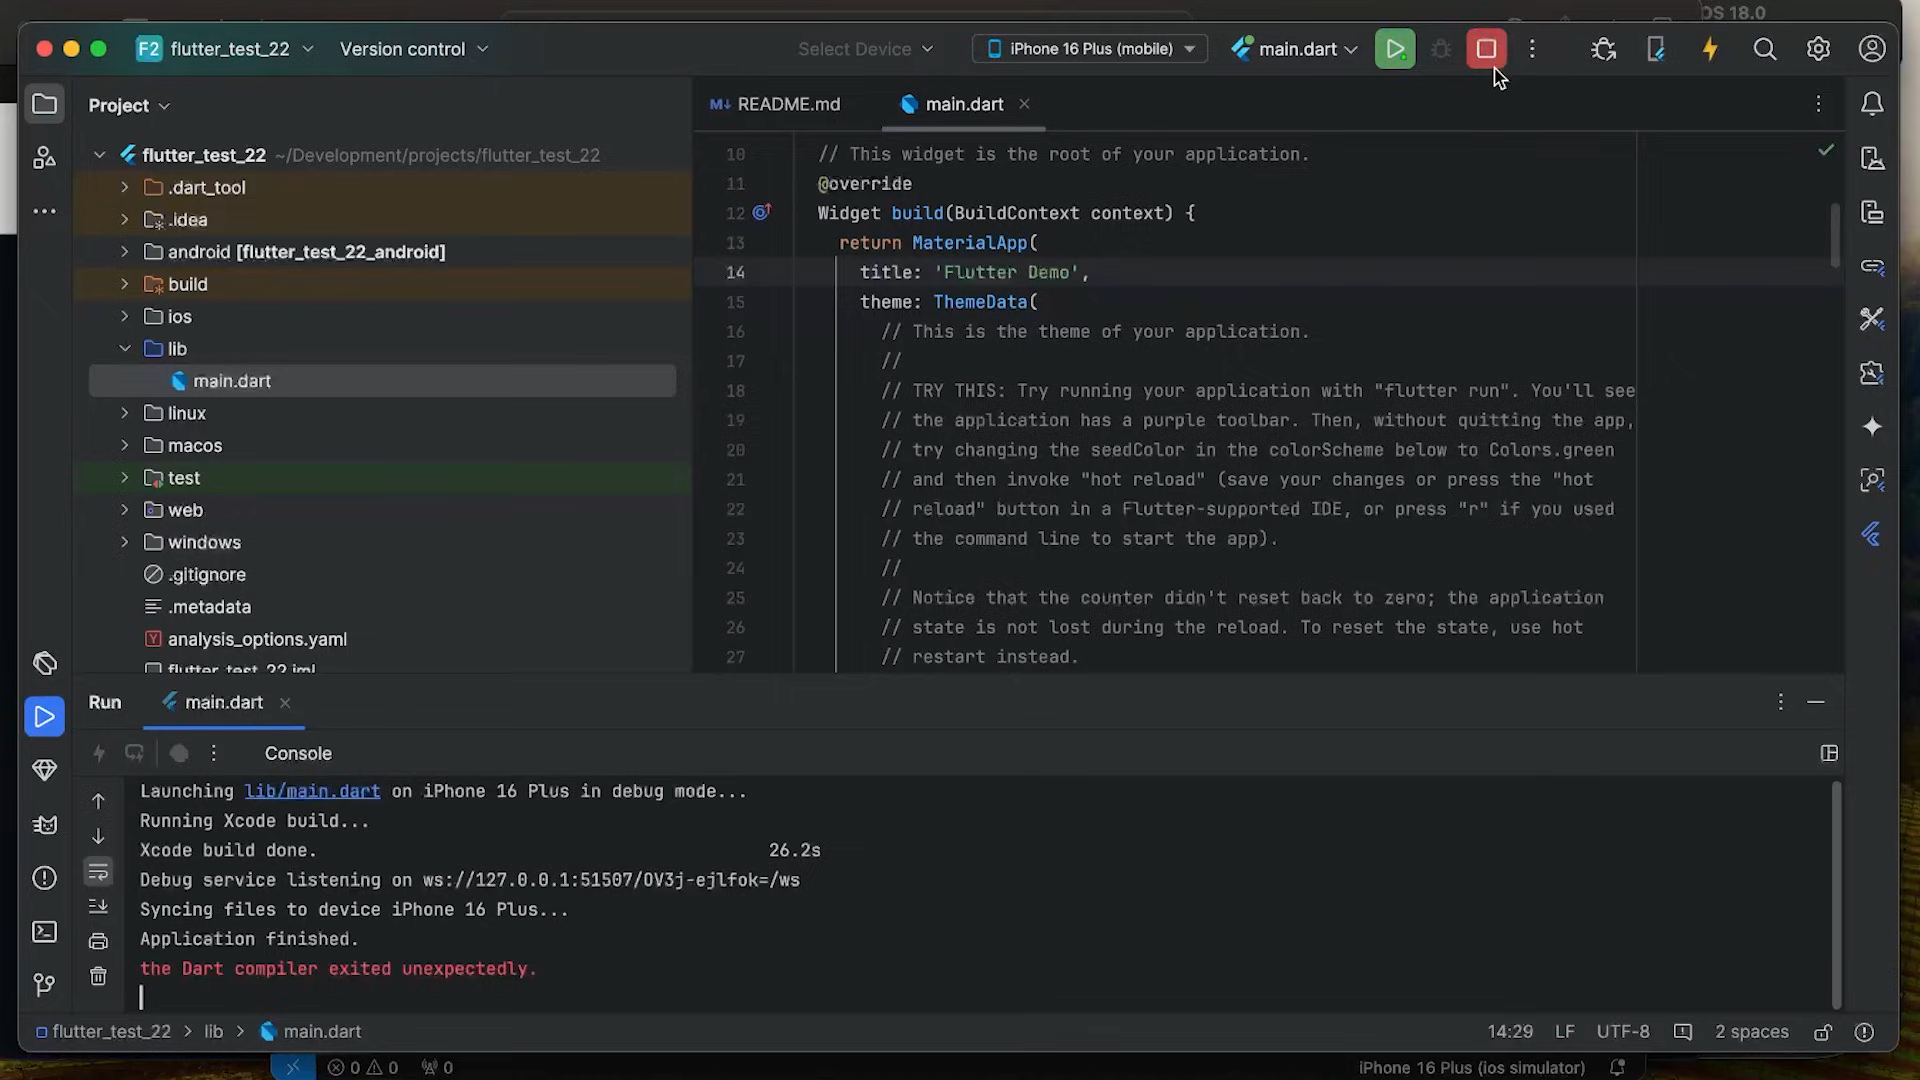 OS 18.0
F2 flutter_test_22
Version control
Select Device
iPhone 16 Plus (mobile)
main.dart
Project
M↓ README.md
main.dart
flutter_test_22 ~/Development/projects/flutter_test_22
.dart_tool
.idea
android [flutter_test_22_android]
build
ios
lib
main.dart
linux
macos
test
web
windows
.gitignore
.metadata
analysis_options.yaml
flutter_test_22.iml
10 // This widget is the root of your application.
11 @override
12 Widget build(BuildContext context) {
13 return MaterialApp(
14 title: 'Flutter Demo',
15 theme: ThemeData(
16 // This is the theme of your application.
17 //
18 // TRY THIS: Try running your application with "flutter run". You'll see
19 // the application has a purple toolbar. Then, without quitting the app,
20 // try changing the seedColor in the colorScheme below to Colors.green
21 // and then invoke "hot reload" (save your changes or press the "hot
22 // reload" button in a Flutter-supported IDE, or press "r" if you used
23 // the command line to start the app).
24 //
25 // Notice that the counter didn't reset back to zero; the application
26 // state is not lost during the reload. To reset the state, use hot
27 // restart instead.
Run
main.dart
Console
Launching lib/main.dart on iPhone 16 Plus in debug mode...
Running Xcode build...
Xcode build done. 26.2s
Debug service listening on ws://127.0.0.1:51507/OV3j-ejlfok=/ws
Syncing files to device iPhone 16 Plus...
Application finished.
the Dart compiler exited unexpectedly.
flutter_test_22 > lib > main.dart
14:29 LF UTF-8 2 spaces
0 0 0
iPhone 16 Plus (ios simulator)